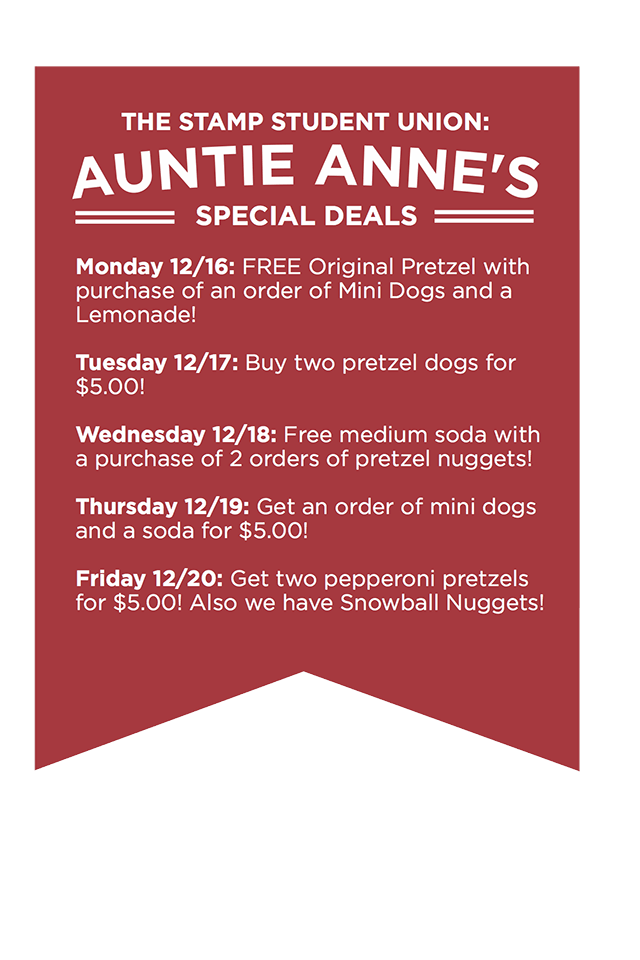 THE STAMP STUDENT UNION:
AUNTIE ANNE'S
SPECIAL DEALS
Monday 12/16: FREE Original Pretzel with
purchase of an order of Mini Dogs and a
Lemonade!
Tuesday 12/17: Buy two pretzel dogs for
$5.00!
Wednesday 12/18: Free medium soda with
a purchase of 2 orders of pretzel nuggets!
Thursday 12/19: Get an order of mini dogs
and a soda for $5.00!
Friday 12/20: Get two pepperoni pretzels
for $5.00! Also we have Snowball Nuggets!